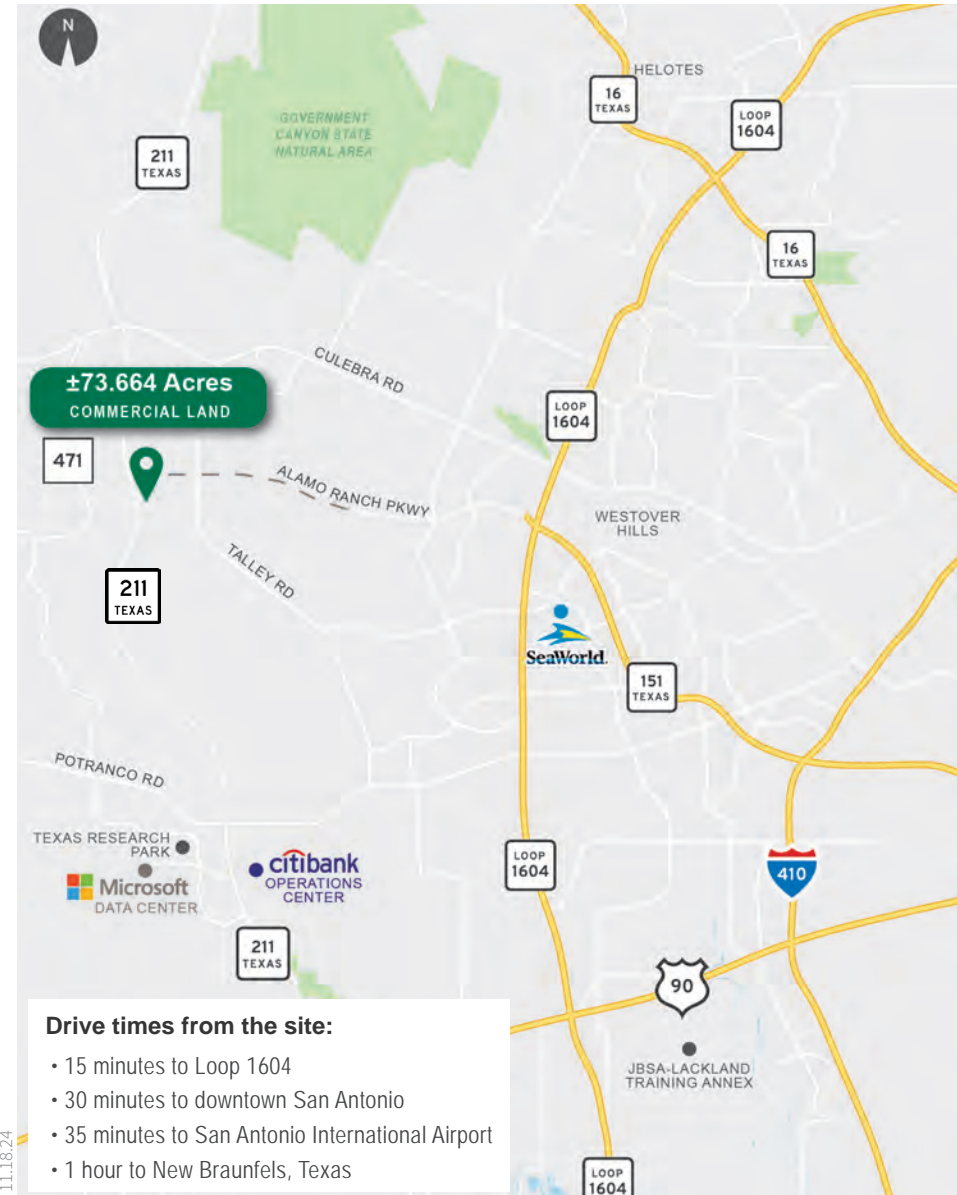 N
HELOTES
16
TEXAS
LOOP
1604
GOVERNMENT
CANYON STATE
NATURAL AREA
211
TEXAS
16
TEXAS
CULEBRA RD
±73.664 Acres
COMMERCIAL LAND
LOOP
1604
471
ALAMO RANCH PKWY
WESTOVER
HILLS
TALLEY RD
211
TEXAS
SeaWorld.
151
TEXAS
POTRANCO RD
TEXAS RESEARCH
PARK
Microsoft
DATA CENTER
citibank
OPERATIONS
CENTER
LOOP
1604
410
211
TEXAS
90
JBSA-LACKLAND
TRAINING ANNEX
Drive times from the site:
• 15 minutes to Loop 1604
• 30 minutes to downtown San Antonio
• 35 minutes to San Antonio International Airport
• 1 hour to New Braunfels, Texas
LOOP
1604
11.18.24